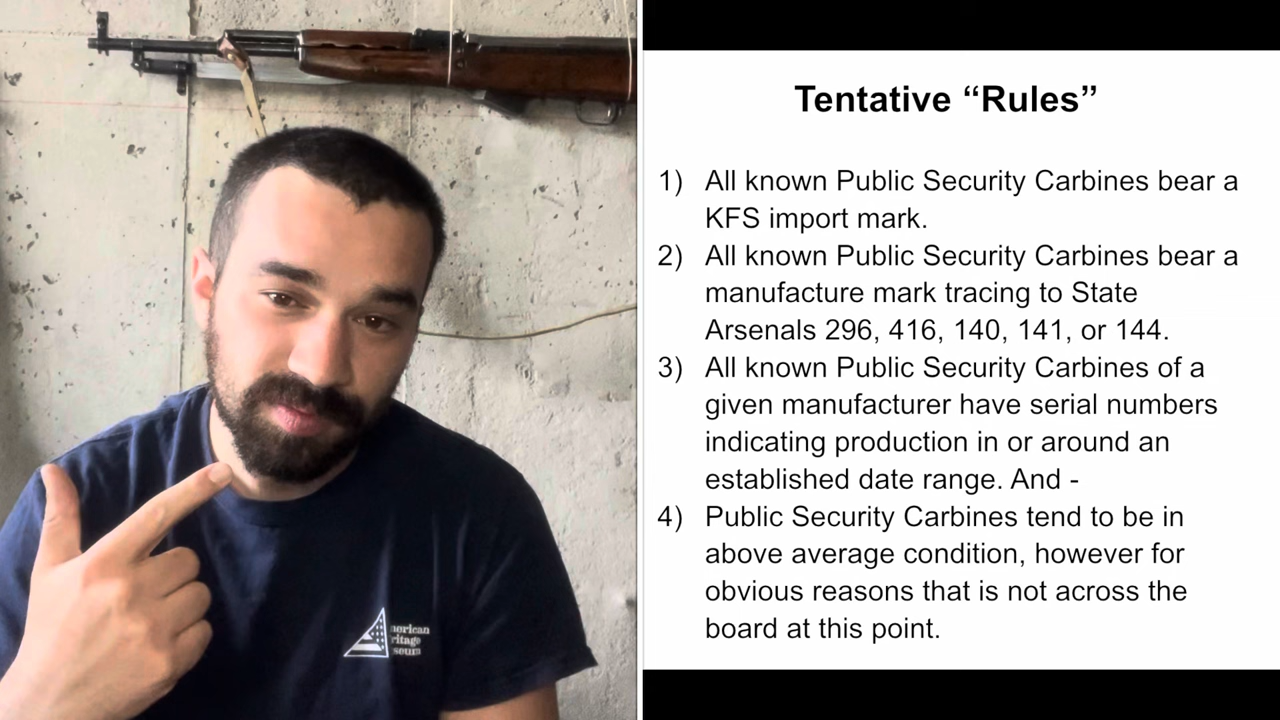 Tentative “Rules”
1) All known Public Security Carbines bear a
KFS import mark.
2) All known Public Security Carbines bear a
manufacture mark tracing to State
Arsenals 296, 416, 140, 141, or 144.
3) All known Public Security Carbines of a
given manufacturer have serial numbers
indicating production in or around an
established date range. And -
4) Public Security Carbines tend to be in
above average condition, however for
obvious reasons that is not across the
board at this point.
merican
ritage
seum